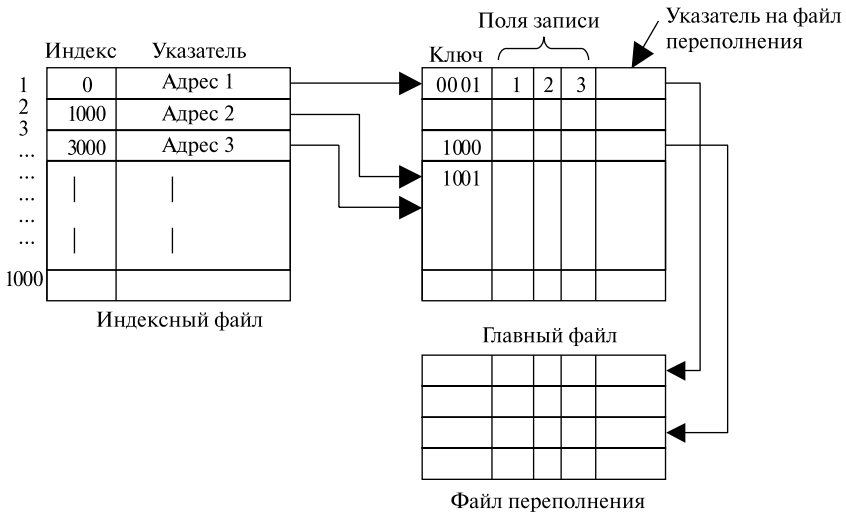 Поля записи
Указатель на файл
переполнения
Индекс Указатель
Ключ
1 0 Адрес 1
0001 1 2 3
2 1000 Адрес 2
3 3000 Адрес 3
1000
...
1001
...
...
...
1000
Индексный файл
Главный файл
Файл переполнения